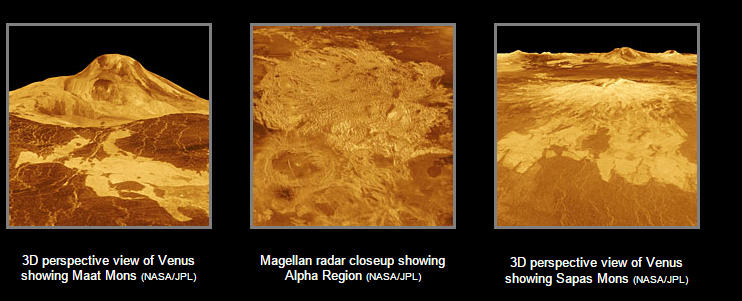 3D perspective view of Venus
showing Maat Mons (NASA/JPL)
Magellan radar closeup showing
Alpha Region (NASA/JPL)
3D perspective view of Venus
showing Sapas Mons (NASA/JPL)